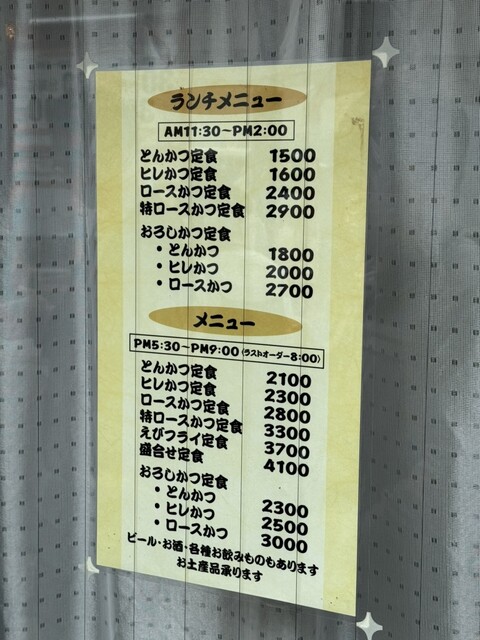 ランチメニュー
AM11:30～PM2:00
とんかつ定食 1500
ヒレかつ定食 1600
ロースかつ定食 2400
特ロースかつ定食 2900
おろしかつ定食
・とんかつ 1800
・ヒレかつ 2000
・ロースかつ 2700
メニュー
PM5:30～PM9:00(ラストオーダー8:00)
とんかつ定食 2100
ヒレかつ定食 2300
ロースかつ定食 2800
特ロースかつ定食 3300
えびフライ定食 3700
盛合せ定食 4100
おろしかつ定食
・とんかつ 2300
・ヒレかつ 2500
・ロースかつ 3000
ビール・お酒・各種お飲みものもあります
お土産品承ります